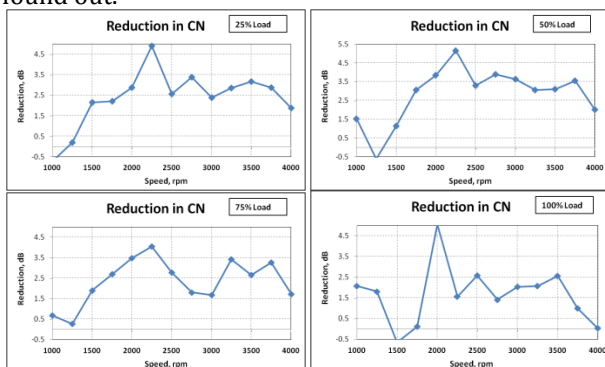 found out.
Reduction in CN
25% Load
Reduction, dB
4.5
3.5
2.5
1.5
0.5
-0.5
1000 1500 2000 2500 3000 3500 4000
Speed, rpm
Reduction in CN
50% Load
Reduction, dB
5.5
4.5
3.5
2.5
1.5
0.5
-0.5
1000 1500 2000 2500 3000 3500 4000
Speed, rpm
Reduction in CN
75% Load
Reduction, dB
4.5
3.5
2.5
1.5
0.5
-0.5
1000 1500 2000 2500 3000 3500 4000
Speed, rpm
Reduction in CN
100% Load
Reduction, dB
4.5
3.5
2.5
1.5
0.5
-0.5
1000 1500 2000 2500 3000 3500 4000
Speed, rpm